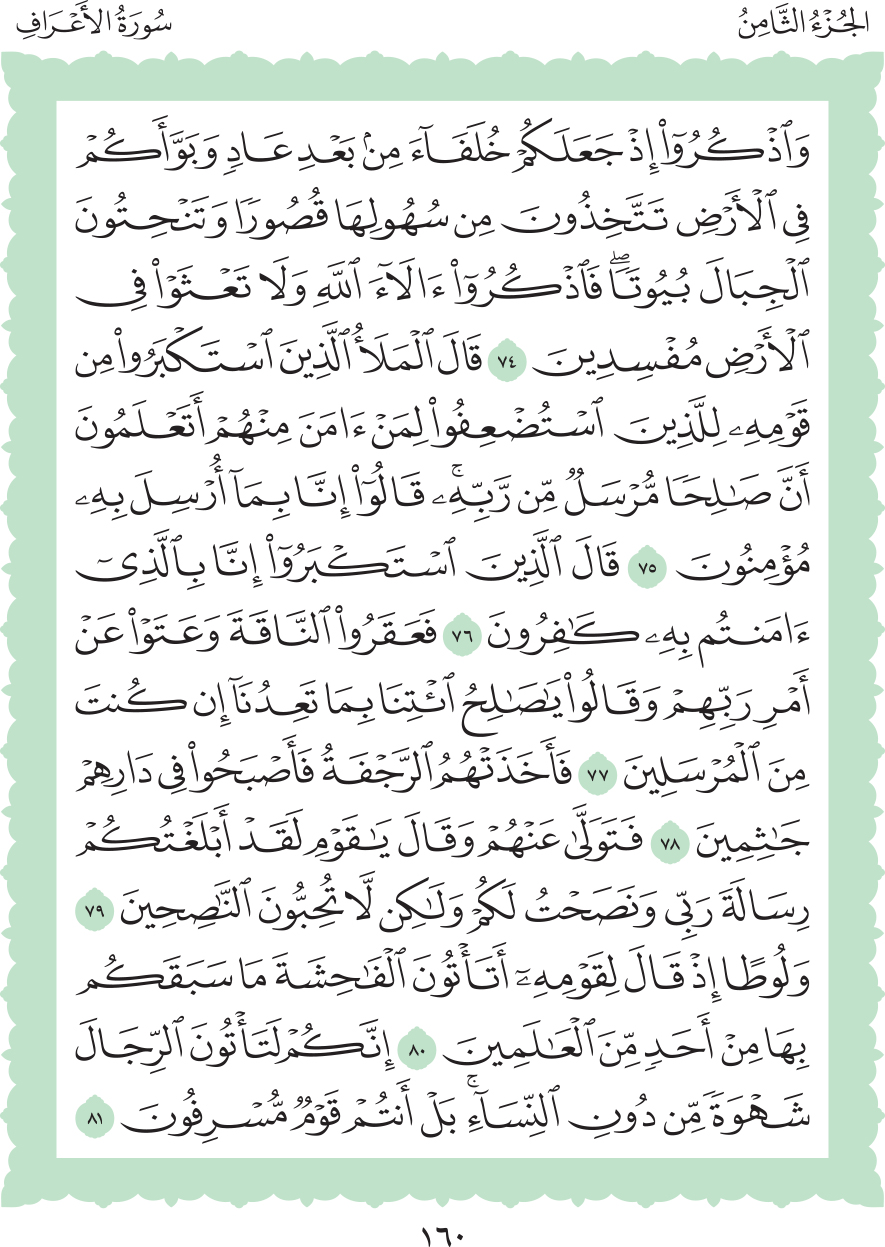 الجُزْءُ الثَّامِنُ
سُورَةُ الأَعْرَافِ
وَٱذْكُرُوٓا۟ إِذْ جَعَلَكُمْ خُلَفَآءَ مِنۢ بَعْدِ عَادٍ وَبَوَّأَكُمْ
فِى ٱلْأَرْضِ تَتَّخِذُونَ مِن سُهُولِهَا قُصُورًا وَتَنْحِتُونَ
ٱلْجِبَالَ بُيُوتًا ۖ فَٱذْكُرُوٓا۟ ءَالَآءَ ٱللَّهِ وَلَا تَعْثَوْا۟ فِى
ٱلْأَرْضِ مُفْسِدِينَ ٧٤ قَالَ ٱلْمَلَأُ ٱلَّذِينَ ٱسْتَكْبَرُوا۟ مِن
قَوْمِهِۦ لِلَّذِينَ ٱسْتُضْعِفُوا۟ لِمَنْ ءَامَنَ مِنْهُمْ أَتَعْلَمُونَ
أَنَّ صَٰلِحًا مُّرْسَلٌ مِّن رَّبِّهِۦ ۚ قَالُوٓا۟ إِنَّا بِمَآ أُرْسِلَ بِهِۦ
مُؤْمِنُونَ ٧٥ قَالَ ٱلَّذِينَ ٱسْتَكْبَرُوٓا۟ إِنَّا بِٱلَّذِىٓ
ءَامَنتُم بِهِۦ كَٰفِرُونَ ٧٦ فَعَقَرُوا۟ ٱلنَّاقَةَ وَعَتَوْا۟ عَنْ
أَمْرِ رَبِّهِمْ وَقَالُوا۟ يَٰصَٰلِحُ ٱئْتِنَا بِمَا تَعِدُنَآ إِن كُنتَ
مِنَ ٱلْمُرْسَلِينَ ٧٧ فَأَخَذَتْهُمُ ٱلرَّجْفَةُ فَأَصْبَحُوا۟ فِى دَارِهِمْ
جَٰثِمِينَ ٧٨ فَتَوَلَّىٰ عَنْهُمْ وَقَالَ يَٰقَوْمِ لَقَدْ أَبْلَغْتُكُمْ
رِسَالَةَ رَبِّى وَنَصَحْتُ لَكُمْ وَلَٰكِن لَّا تُحِبُّونَ ٱلنَّٰصِحِينَ ٧٩
وَلُوطًا إِذْ قَالَ لِقَوْمِهِۦٓ أَتَأْتُونَ ٱلْفَٰحِشَةَ مَا سَبَقَكُم
بِهَا مِنْ أَحَدٍ مِّنَ ٱلْعَٰلَمِينَ ٨٠ إِنَّكُمْ لَتَأْتُونَ ٱلرِّجَالَ
شَهْوَةً مِّن دُونِ ٱلنِّسَآءِ ۚ بَلْ أَنتُمْ قَوْمٌ مُّسْرِفُونَ ٨١
١٦٠